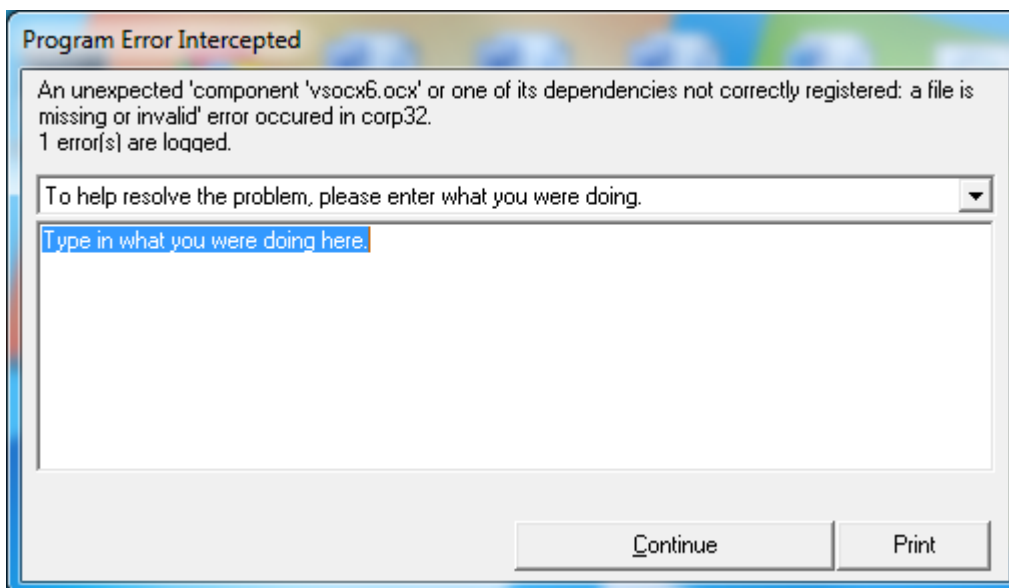 Program Error Intercepted
An unexpected 'component 'vsocx6.ocx' or one of its dependencies not correctly registered: a file is
missing or invalid' error occured in corp32.
1 error(s) are logged.
To help resolve the problem, please enter what you were doing.
Type in what you were doing here.
Continue
Print